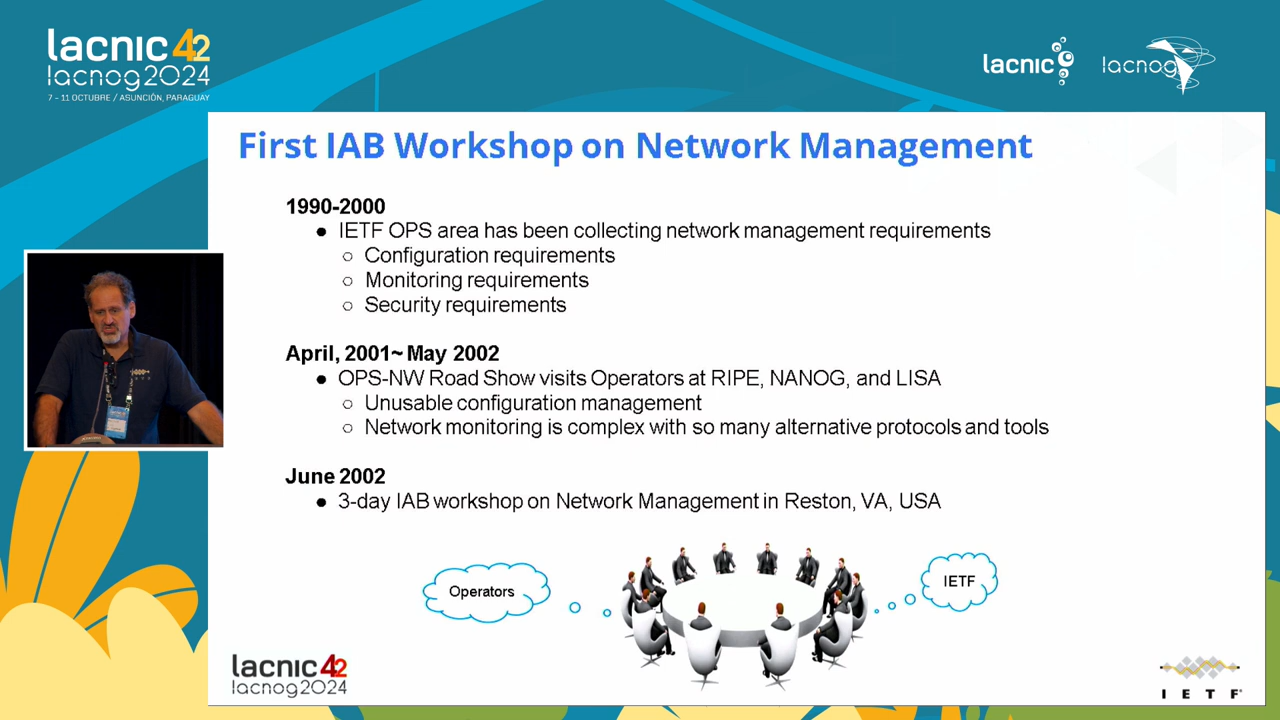 lacnic 42
lacnog2024
7 - 11 OCTUBRE / ASUNCIÓN, PARAGUAY
lacnic
lacnog
First IAB Workshop on Network Management
1990-2000
● IETF OPS area has been collecting network management requirements
○ Configuration requirements
○ Monitoring requirements
○ Security requirements
April, 2001~ May 2002
● OPS-NW Road Show visits Operators at RIPE, NANOG, and LISA
○ Unusable configuration management
○ Network monitoring is complex with so many alternative protocols and tools
June 2002
● 3-day IAB workshop on Network Management in Reston, VA, USA
Operators
IETF
lacnic 42
lacnog2024
I E T F®